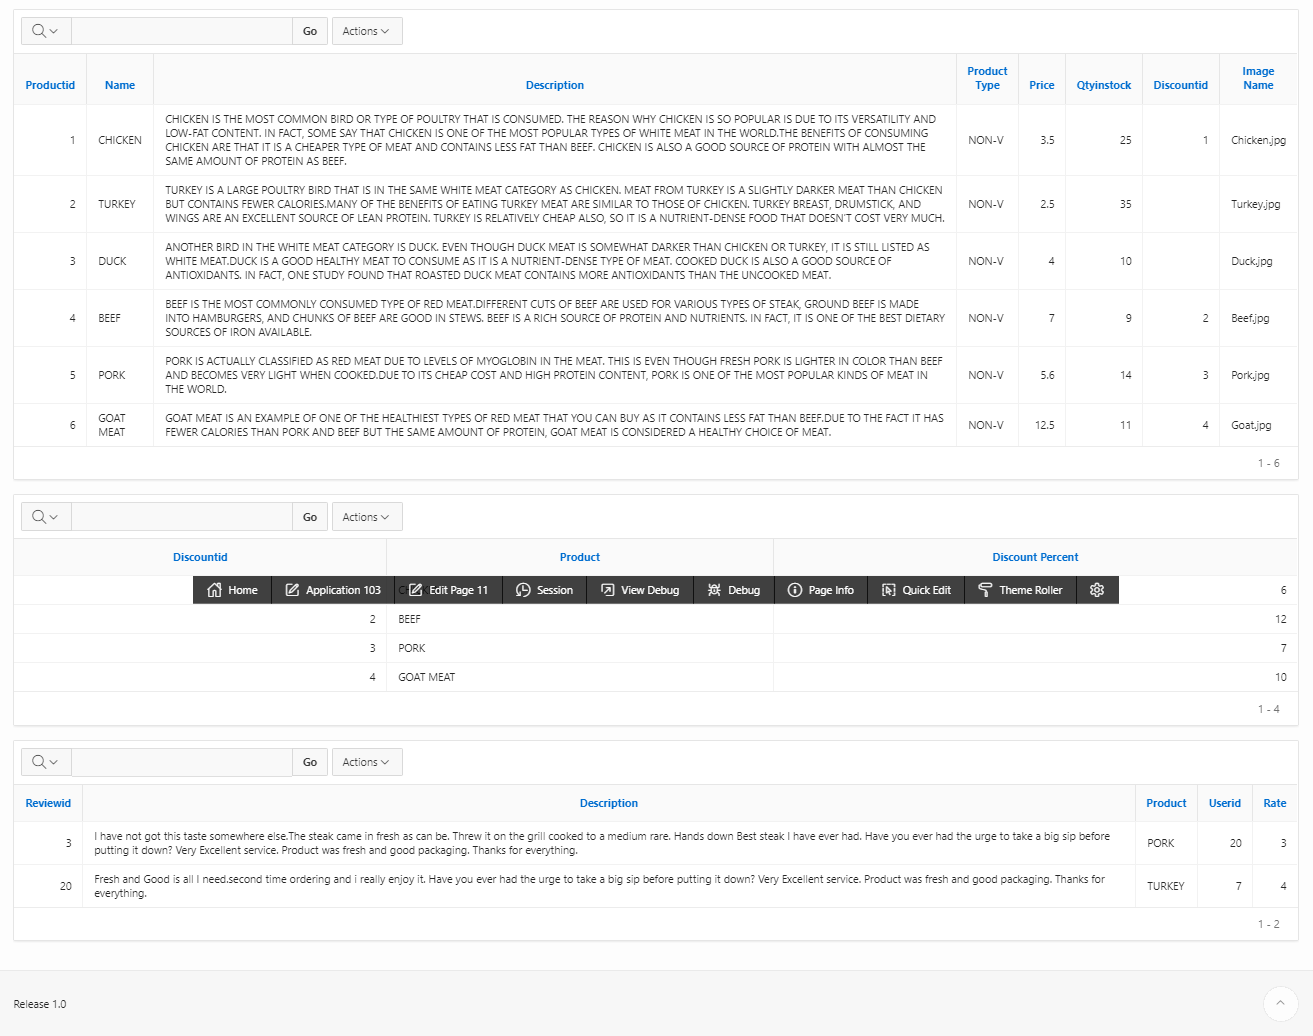 Go Actions
Productid Name Description Product Type Price Qtyinstock Discountid Image Name
1 CHICKEN CHICKEN IS THE MOST COMMON BIRD OR TYPE OF POULTRY THAT IS CONSUMED. THE REASON WHY CHICKEN IS SO POPULAR IS DUE TO ITS VERSATILITY AND
LOW-FAT CONTENT. IN FACT, SOME SAY THAT CHICKEN IS ONE OF THE MOST POPULAR TYPES OF WHITE MEAT IN THE WORLD.THE BENEFITS OF CONSUMING
CHICKEN ARE THAT IT IS A CHEAPER TYPE OF MEAT AND CONTAINS LESS FAT THAN BEEF. CHICKEN IS ALSO A GOOD SOURCE OF PROTEIN WITH ALMOST THE
SAME AMOUNT OF PROTEIN AS BEEF. NON-V 3.5 25 1 Chicken.jpg
2 TURKEY TURKEY IS A LARGE POULTRY BIRD THAT IS IN THE SAME WHITE MEAT CATEGORY AS CHICKEN. MEAT FROM TURKEY IS A SLIGHTLY DARKER MEAT THAN CHICKEN
BUT CONTAINS FEWER CALORIES.MANY OF THE BENEFITS OF EATING TURKEY MEAT ARE SIMILAR TO THOSE OF CHICKEN. TURKEY BREAST, DRUMSTICK, AND
WINGS ARE AN EXCELLENT SOURCE OF LEAN PROTEIN. TURKEY IS RELATIVELY CHEAP ALSO, SO IT IS A NUTRIENT-DENSE FOOD THAT DOESN'T COST VERY MUCH. NON-V 2.5 35 Turkey.jpg
3 DUCK ANOTHER BIRD IN THE WHITE MEAT CATEGORY IS DUCK. EVEN THOUGH DUCK MEAT IS SOMEWHAT DARKER THAN CHICKEN OR TURKEY, IT IS STILL LISTED AS
WHITE MEAT.DUCK IS A GOOD HEALTHY MEAT TO CONSUME AS IT IS A NUTRIENT-DENSE TYPE OF MEAT. COOKED DUCK IS ALSO A GOOD SOURCE OF
ANTIOXIDANTS. IN FACT, ONE STUDY FOUND THAT ROASTED DUCK MEAT CONTAINS MORE ANTIOXIDANTS THAN THE UNCOOKED MEAT. NON-V 4 10 Duck.jpg
4 BEEF BEEF IS THE MOST COMMONLY CONSUMED TYPE OF RED MEAT.DIFFERENT CUTS OF BEEF ARE USED FOR VARIOUS TYPES OF STEAK, GROUND BEEF IS MADE
INTO HAMBURGERS, AND CHUNKS OF BEEF ARE GOOD IN STEWS. BEEF IS A RICH SOURCE OF PROTEIN AND NUTRIENTS. IN FACT, IT IS ONE OF THE BEST DIETARY
SOURCES OF IRON AVAILABLE. NON-V 7 9 2 Beef.jpg
5 PORK PORK IS ACTUALLY CLASSIFIED AS RED MEAT DUE TO LEVELS OF MYOGLOBIN IN THE MEAT. THIS IS EVEN THOUGH FRESH PORK IS LIGHTER IN COLOR THAN BEEF
AND BECOMES VERY LIGHT WHEN COOKED.DUE TO ITS CHEAP COST AND HIGH PROTEIN CONTENT, PORK IS ONE OF THE MOST POPULAR KINDS OF MEAT IN
THE WORLD. NON-V 5.6 14 3 Pork.jpg
6 GOAT MEAT GOAT MEAT IS AN EXAMPLE OF ONE OF THE HEALTHIEST TYPES OF RED MEAT THAT YOU CAN BUY AS IT CONTAINS LESS FAT THAN BEEF.DUE TO THE FACT IT HAS
FEWER CALORIES THAN PORK AND BEEF BUT THE SAME AMOUNT OF PROTEIN, GOAT MEAT IS CONSIDERED A HEALTHY CHOICE OF MEAT. NON-V 12.5 11 4 Goat.jpg
1 - 6
Go Actions
Discountid Product Discount Percent
Home Application 103 Edit Page 11 Session View Debug Debug Page Info Quick Edit Theme Roller 6
2 BEEF 12
3 PORK 7
4 GOAT MEAT 10
1 - 4
Go Actions
Reviewid Description Product Userid Rate
3 I have not got this taste somewhere else.The steak came in fresh as can be. Threw it on the grill cooked to a medium rare. Hands down Best steak I have ever had. Have you ever had the urge to take a big sip before
putting it down? Very Excellent service. Product was fresh and good packaging. Thanks for everything. PORK 20 3
20 Fresh and Good is all I need.second time ordering and i really enjoy it. Have you ever had the urge to take a big sip before putting it down? Very Excellent service. Product was fresh and good packaging. Thanks for
everything. TURKEY 7 4
1 - 2
Release 1.0